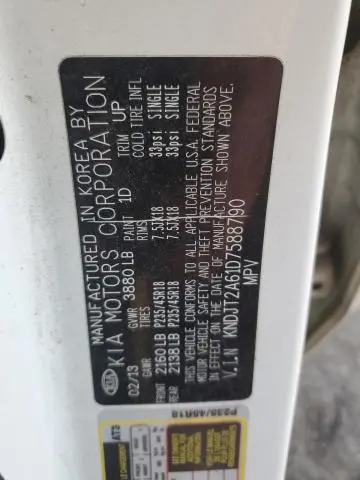 MANUFACTURED IN KOREA BY
KIA MOTORS CORPORATION
KIA
02/13 GVWR 3880 LB PAINT 1D TRIM UP
GAWR TIRES RIMS COLD TIRE INFL
FRONT 2160 LB P235/45R18 7.5JX18 33psi SINGLE
REAR 2138 LB P235/45R18 7.5JX18 33psi SINGLE
THIS VEHICLE CONFORMS TO ALL APPLICABLE U.S.A. FEDERAL
MOTOR VEHICLE SAFETY AND THEFT PREVENTION STANDARDS
IN EFFECT ON THE DATE OF MANUFACTURE SHOWN ABOVE.
V.I.N KNDJT2A61D7588790
MPV
P235/45R18